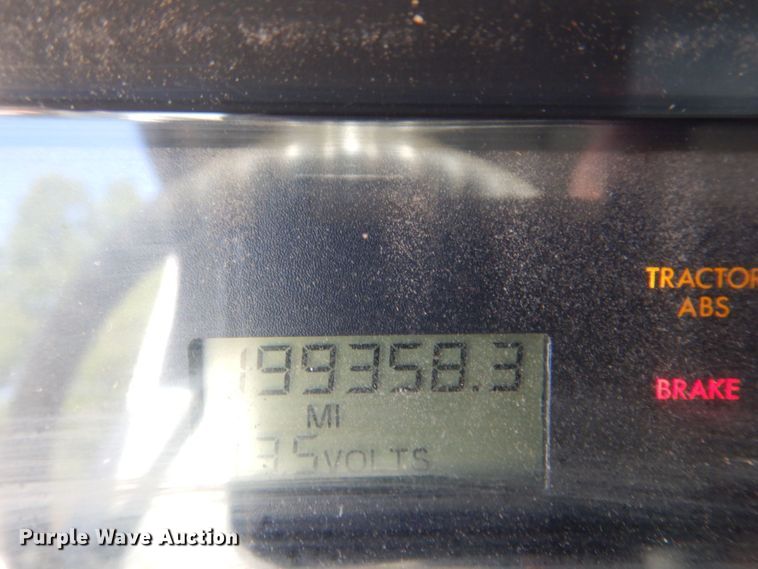 TRACTOR
ABS
199358.3
BRAKE
MI
VOLTS
Purple Wave Auction